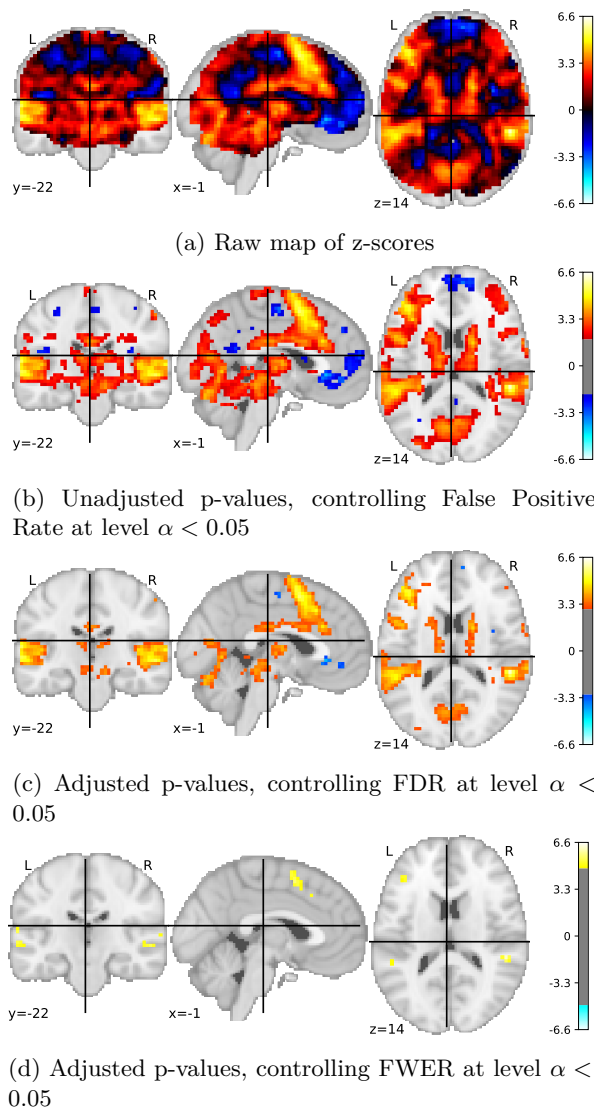 L R
6.6
3.3
0
-3.3
-6.6
y=-22 x=-1 z=14
(a) Raw map of z-scores
L R L R
6.6
3.3
0
-3.3
-6.6
y=-22 x=-1 z=14
(b) Unadjusted p-values, controlling False Positive
Rate at level α < 0.05
L R L R
6.6
3.3
0
-3.3
-6.6
y=-22 x=-1 z=14
(c) Adjusted p-values, controlling FDR at level α <
0.05
L R L R
6.6
3.3
0
-3.3
-6.6
y=-22 x=-1 z=14
(d) Adjusted p-values, controlling FWER at level α <
0.05